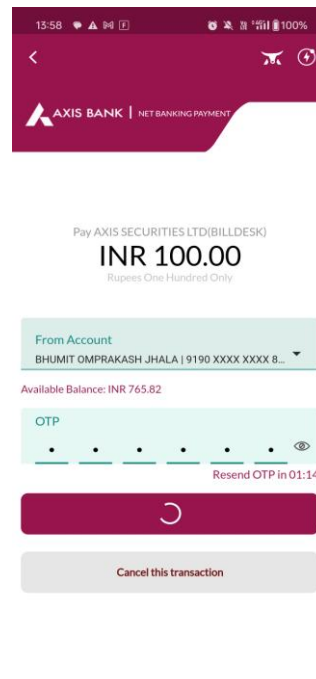 13:58 100%
AXIS BANK | NET BANKING PAYMENT
Pay AXIS SECURITIES LTD(BILLDESK)
INR 100.00
Rupees One Hundred Only
From Account
BHUMIT OMPRAKASH JHALA | 9190 XXXX XXXX 8...
Available Balance: INR 765.82
OTP
Resend OTP in 01:14
Cancel this transaction